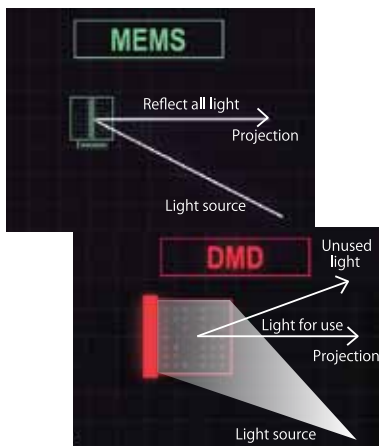 MEMS
Reflect all light
Projection
Light source
DMD
Unused
light
Light for use
Projection
Light source